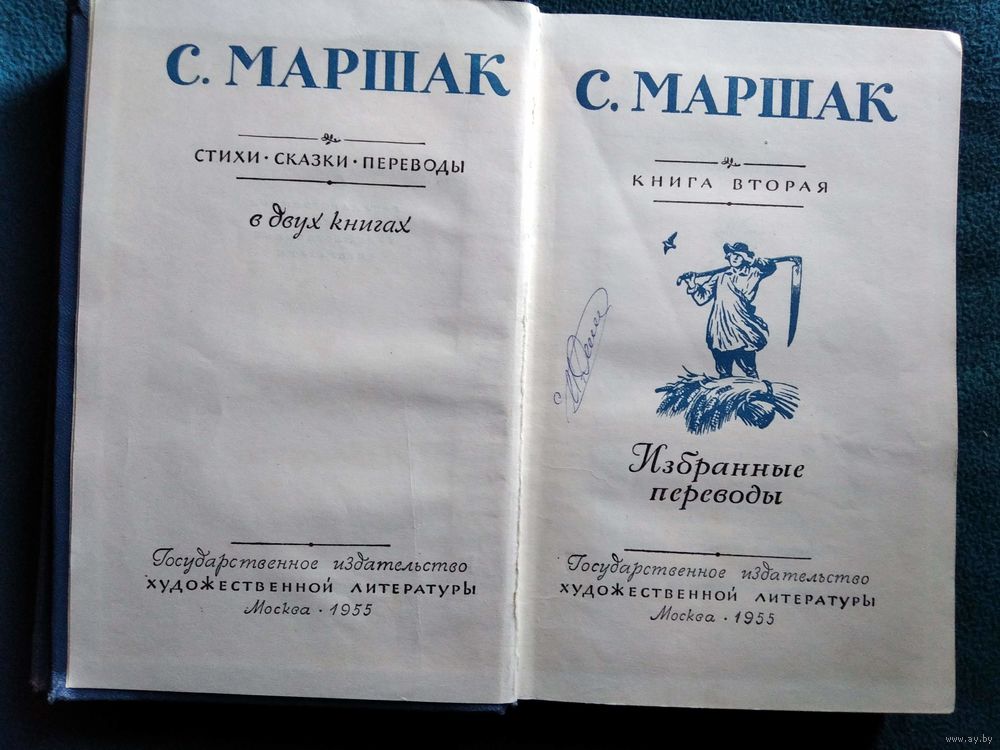 С. МАРШАК
СТИХИ · СКАЗКИ · ПЕРЕВОДЫ
в двух книгах
Государственное издательство
ХУДОЖЕСТВЕННОЙ ЛИТЕРАТУРЫ
Москва · 1955
С. МАРШАК
КНИГА ВТОРАЯ
Избранные
переводы
Государственное издательство
ХУДОЖЕСТВЕННОЙ ЛИТЕРАТУРЫ
Москва · 1955
www.ay.by